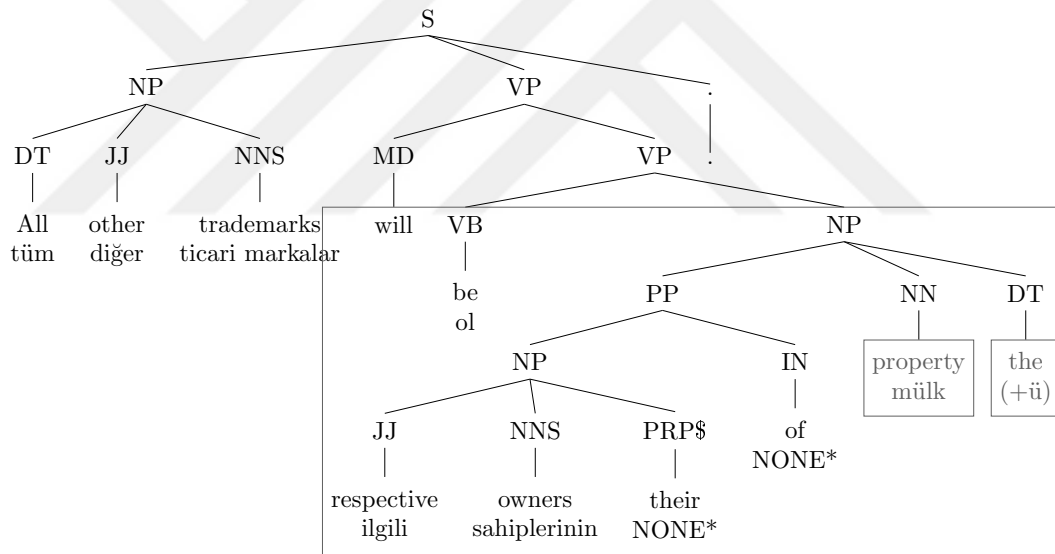 S
NP VP .
DT JJ NNS MD VP .
All other trademarks will VB NP
tüm diğer ticari markalar
be PP NN DT
ol
NP IN property the
mülk (+ü)
JJ NNS PRP$ of
NONE*
respective owners their
ilgili sahiplerinin NONE*